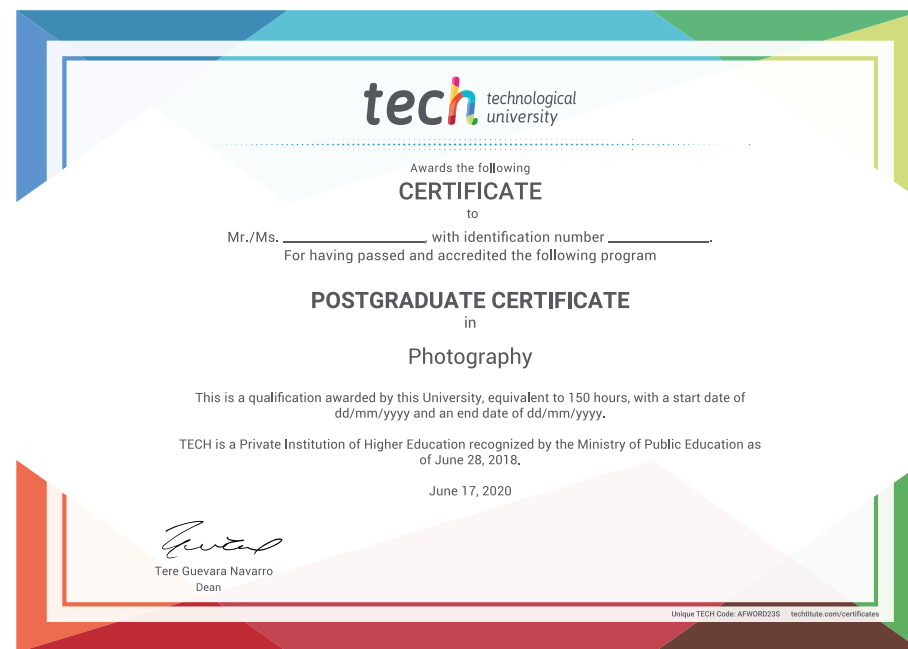 tech technological
university
Awards the following
CERTIFICATE
to
Mr./Ms. ____________________, with identification number ______________.
For having passed and accredited the following program
POSTGRADUATE CERTIFICATE
in
Photography
This is a qualification awarded by this University, equivalent to 150 hours, with a start date of
dd/mm/yyyy and an end date of dd/mm/yyyy.
TECH is a Private Institution of Higher Education recognized by the Ministry of Public Education as
of June 28, 2018.
June 17, 2020
Tere Guevara Navarro
Dean
Unique TECH Code: AFWORD23S techtitute.com/certificates